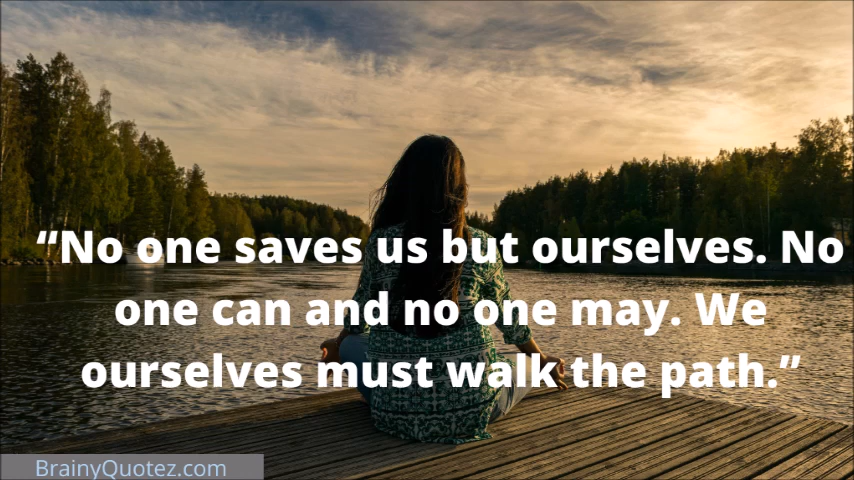 “No one saves us but ourselves. No
one can and no one may. We
ourselves must walk the path.”
BrainyQuotez.com